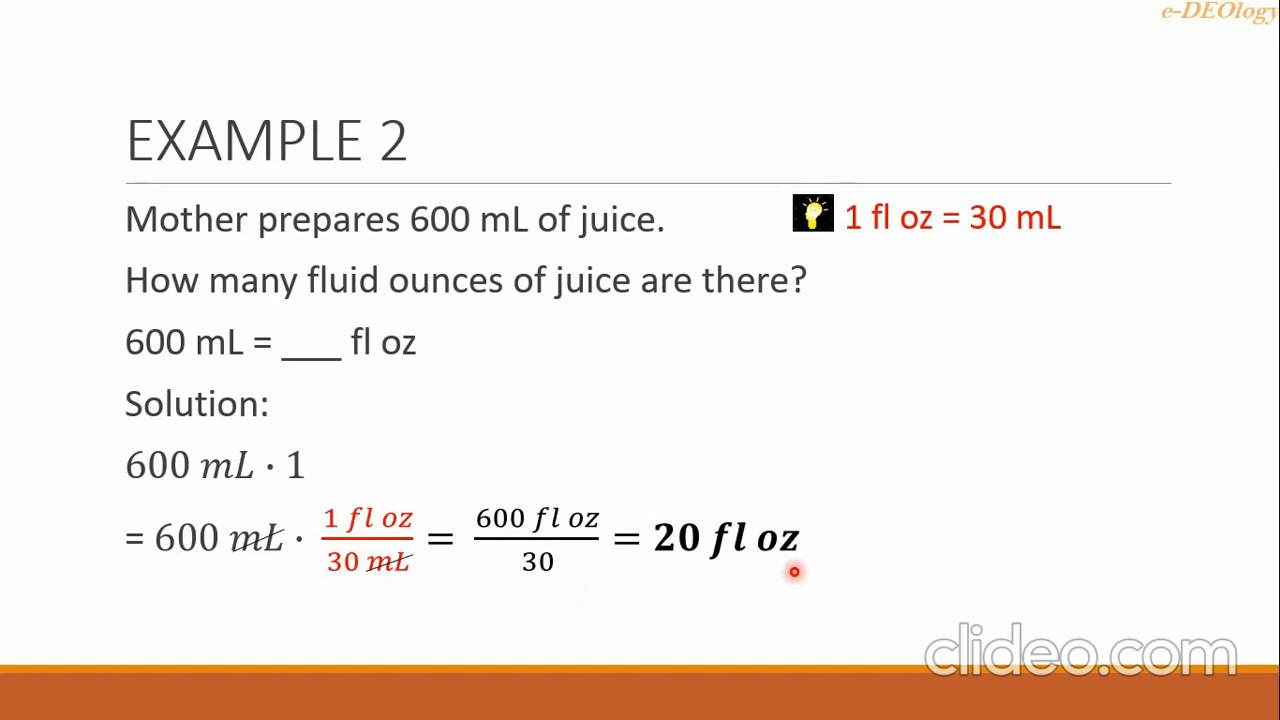 e-DEOlogy
EXAMPLE 2
Mother prepares 600 mL of juice.
1 fl oz = 30 mL
How many fluid ounces of juice are there?
600 mL = ___ fl oz
Solution:
600 mL · 1
= 600 mL · 1 fl oz / 30 mL = 600 fl oz / 30 = 20 fl oz
clideo.com